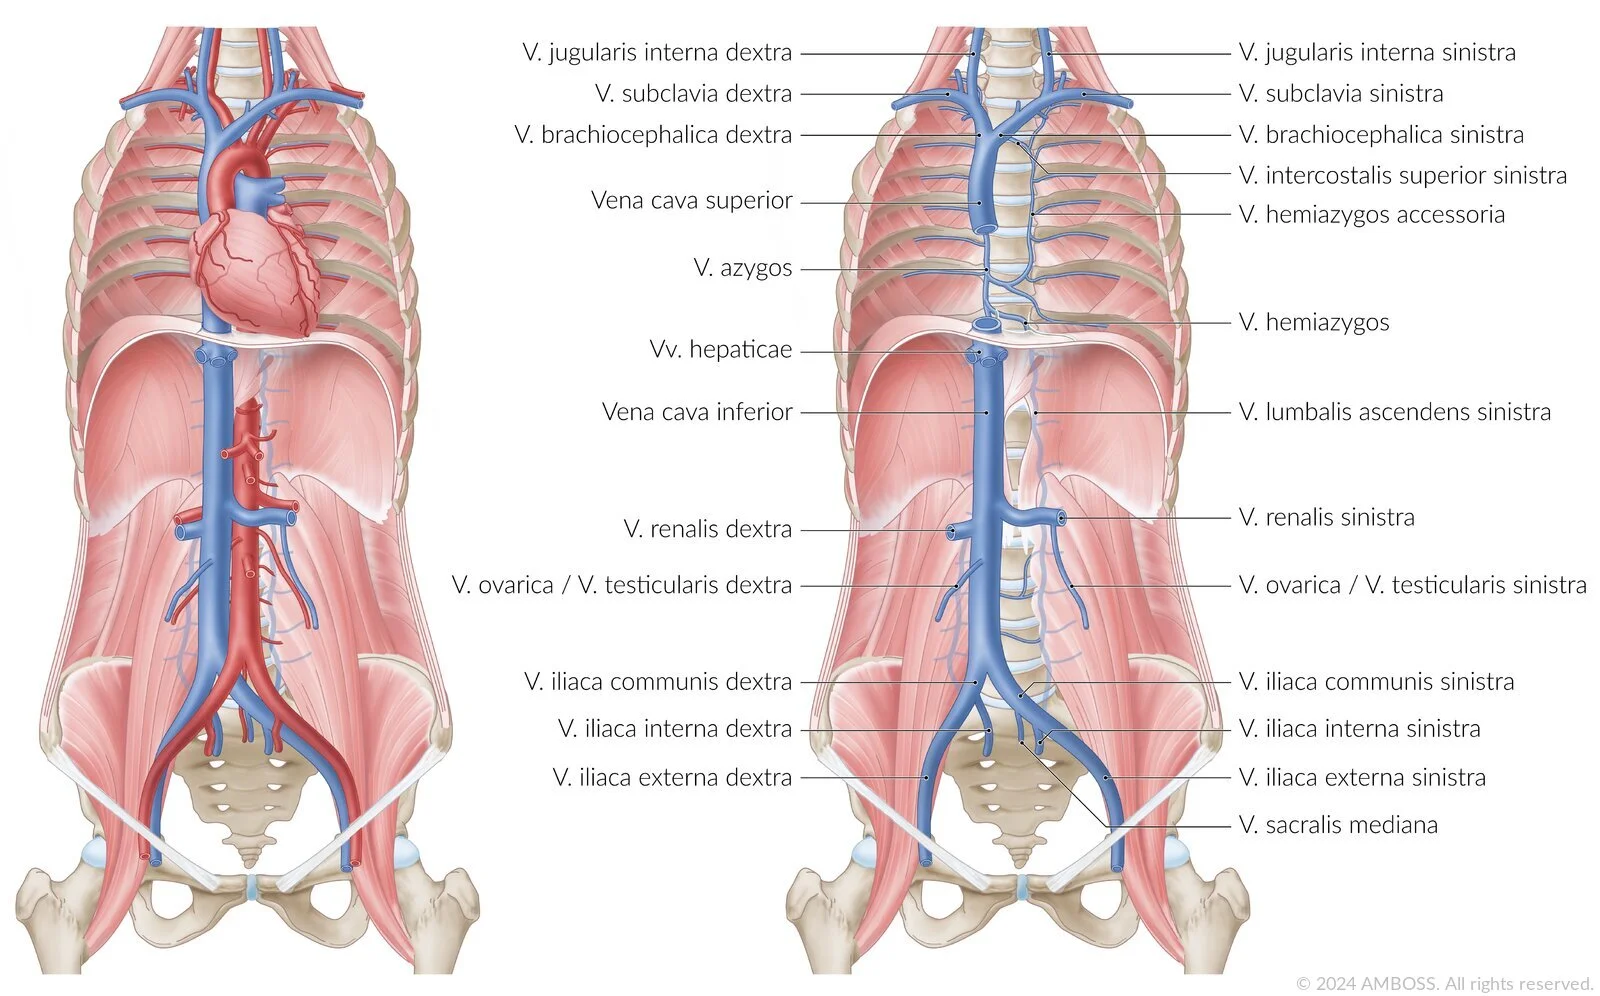 V. jugularis interna dextra
V. subclavia dextra
V. brachiocephalica dextra
Vena cava superior
V. azygos
Vv. hepaticae
Vena cava inferior
V. renalis dextra
V. ovarica / V. testicularis dextra
V. iliaca communis dextra
V. iliaca interna dextra
V. iliaca externa dextra
V. jugularis interna sinistra
V. subclavia sinistra
V. brachiocephalica sinistra
V. intercostalis superior sinistra
V. hemiazygos accessoria
V. hemiazygos
V. lumbalis ascendens sinistra
V. renalis sinistra
V. ovarica / V. testicularis sinistra
V. iliaca communis sinistra
V. iliaca interna sinistra
V. iliaca externa sinistra
V. sacralis mediana
© 2024 AMBOSS. All rights reserved.